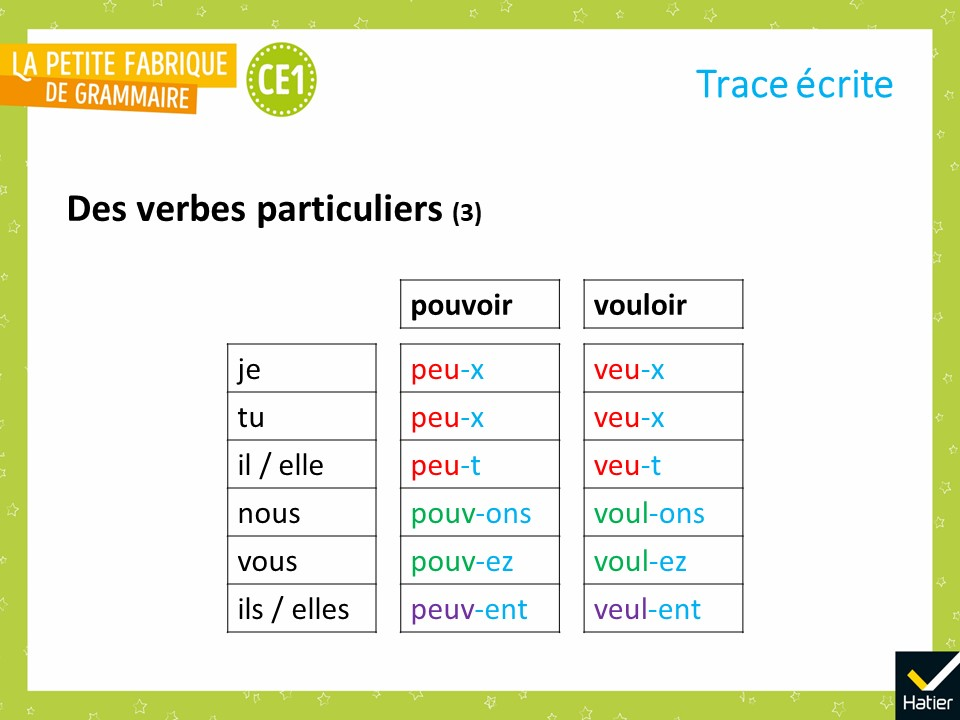 LA PETITE FABRIQUE
DE GRAMMAIRE
CE1
Trace écrite
Des verbes particuliers (3)
pouvoir vouloir
je peu-x veu-x
tu peu-x veu-x
il / elle peu-t veu-t
nous pouv-ons voul-ons
vous pouv-ez voul-ez
ils / elles peuv-ent veul-ent
Hatier